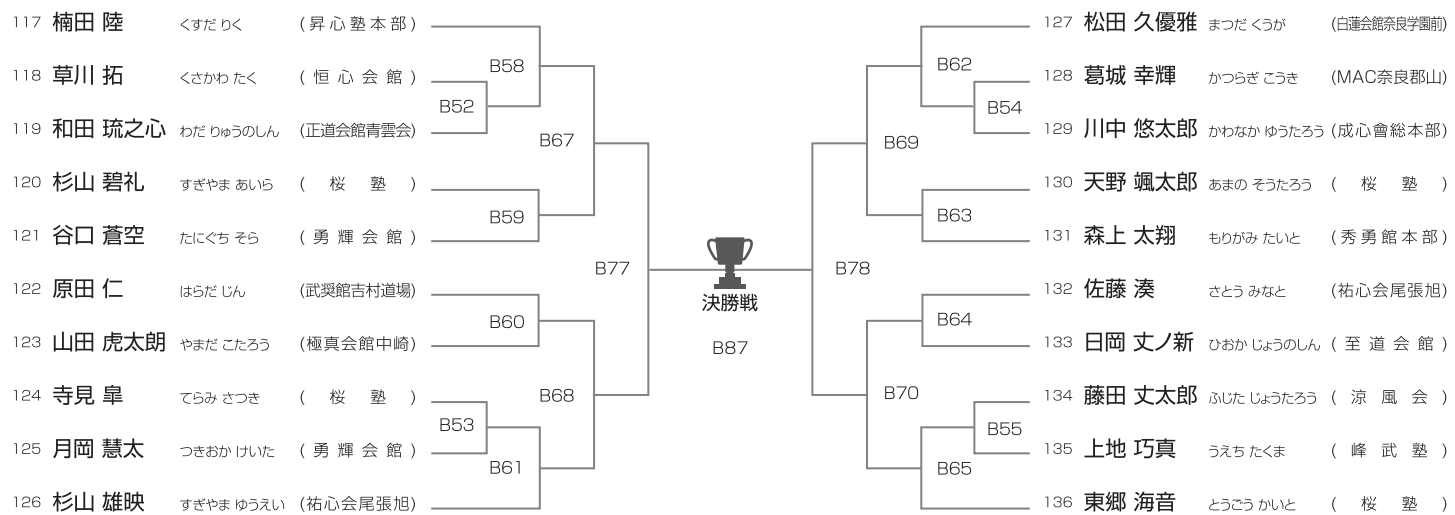 117 楠田 陸 くすだ りく (昇心塾本部)
118 草川 拓 くさかわ たく (恒心会館)
119 和田 琉之心 わだ りゅうのしん (正道会館青雲会)
120 杉山 碧礼 すぎやま あいら (桜塾)
121 谷口 蒼空 たにぐち そら (勇輝会館)
122 原田 仁 はらだ じん (武奨館吉村道場)
123 山田 虎太朗 やまだ こたろう (極真会館中崎)
124 寺見 皐 てらみ さつき (桜塾)
125 月岡 慧太 つきおか けいた (勇輝会館)
126 杉山 雄映 すぎやま ゆうえい (祐心会尾張旭)
B58
B52
B67
B59
B77
B60
B68
B53
B61
決勝戦
B87
B62
B54
B69
B63
B78
B64
B70
B55
B65
127 松田 久優雅 まつだ くうが (白蓮会館奈良学園前)
128 葛城 幸輝 かつらぎ こうき (MAC奈良郡山)
129 川中 悠太郎 かわなか ゆうたろう (成心會総本部)
130 天野 颯太郎 あまの そうたろう (桜塾)
131 森上 太翔 もりがみ たいと (秀勇館本部)
132 佐藤 湊 さとう みなと (祐心会尾張旭)
133 日岡 丈ノ新 ひおか じょうのしん (至道会館)
134 藤田 丈太郎 ふじた じょうたろう (涼風会)
135 上地 巧真 うえち たくま (峰武塾)
136 東郷 海音 とうごう かいと (桜塾)